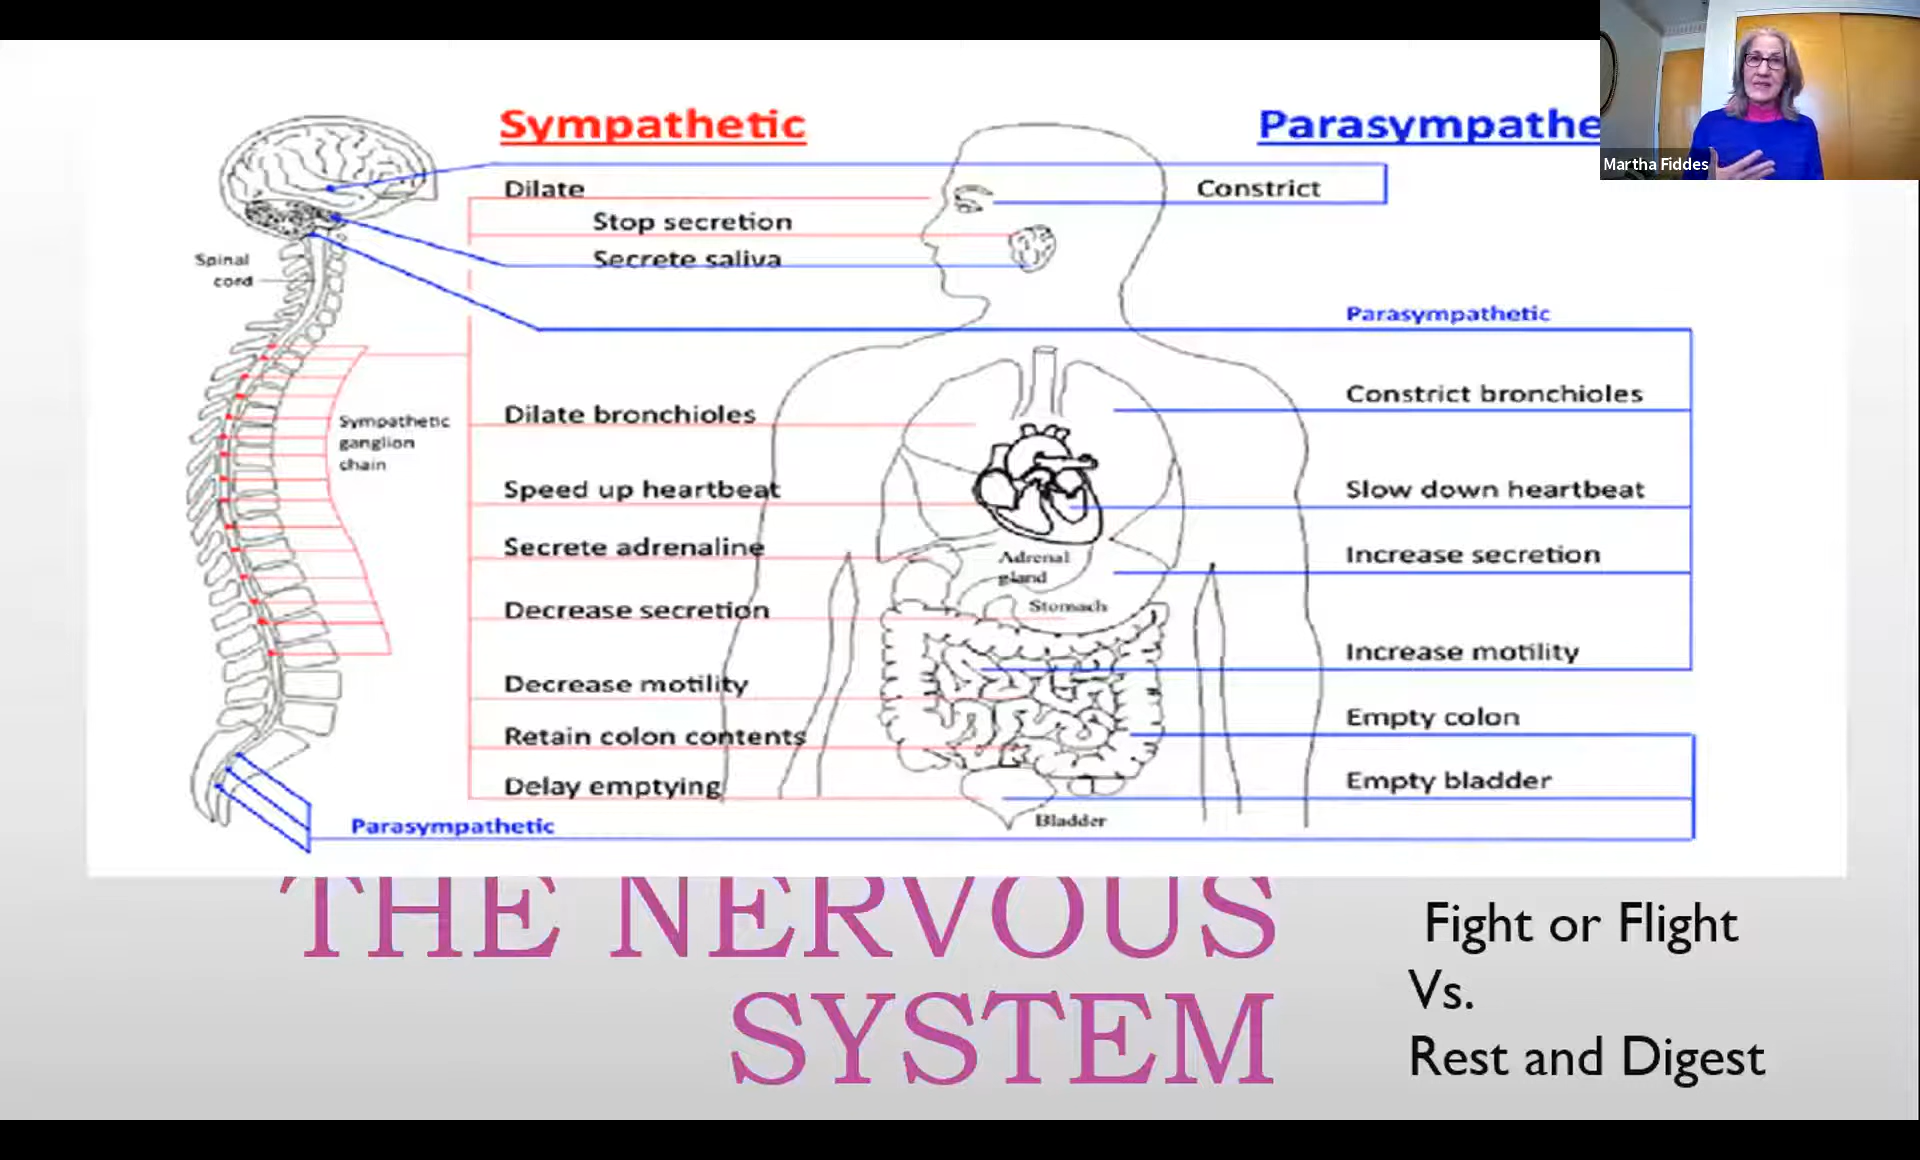 Sympathetic
Parasympathe
Martha Fiddes
Dilate
Constrict
Stop secretion
Secrete saliva
Spinal
cord
Parasympathetic
Sympathetic
ganglion
chain
Dilate bronchioles
Constrict bronchioles
Speed up heartbeat
Slow down heartbeat
Secrete adrenaline
Adrenal
gland
Increase secretion
Decrease secretion
Stomach
Increase motility
Decrease motility
Empty colon
Retain colon contents
Empty bladder
Delay emptying
Bladder
Parasympathetic
THE NERVOUS
SYSTEM
Fight or Flight
Vs.
Rest and Digest